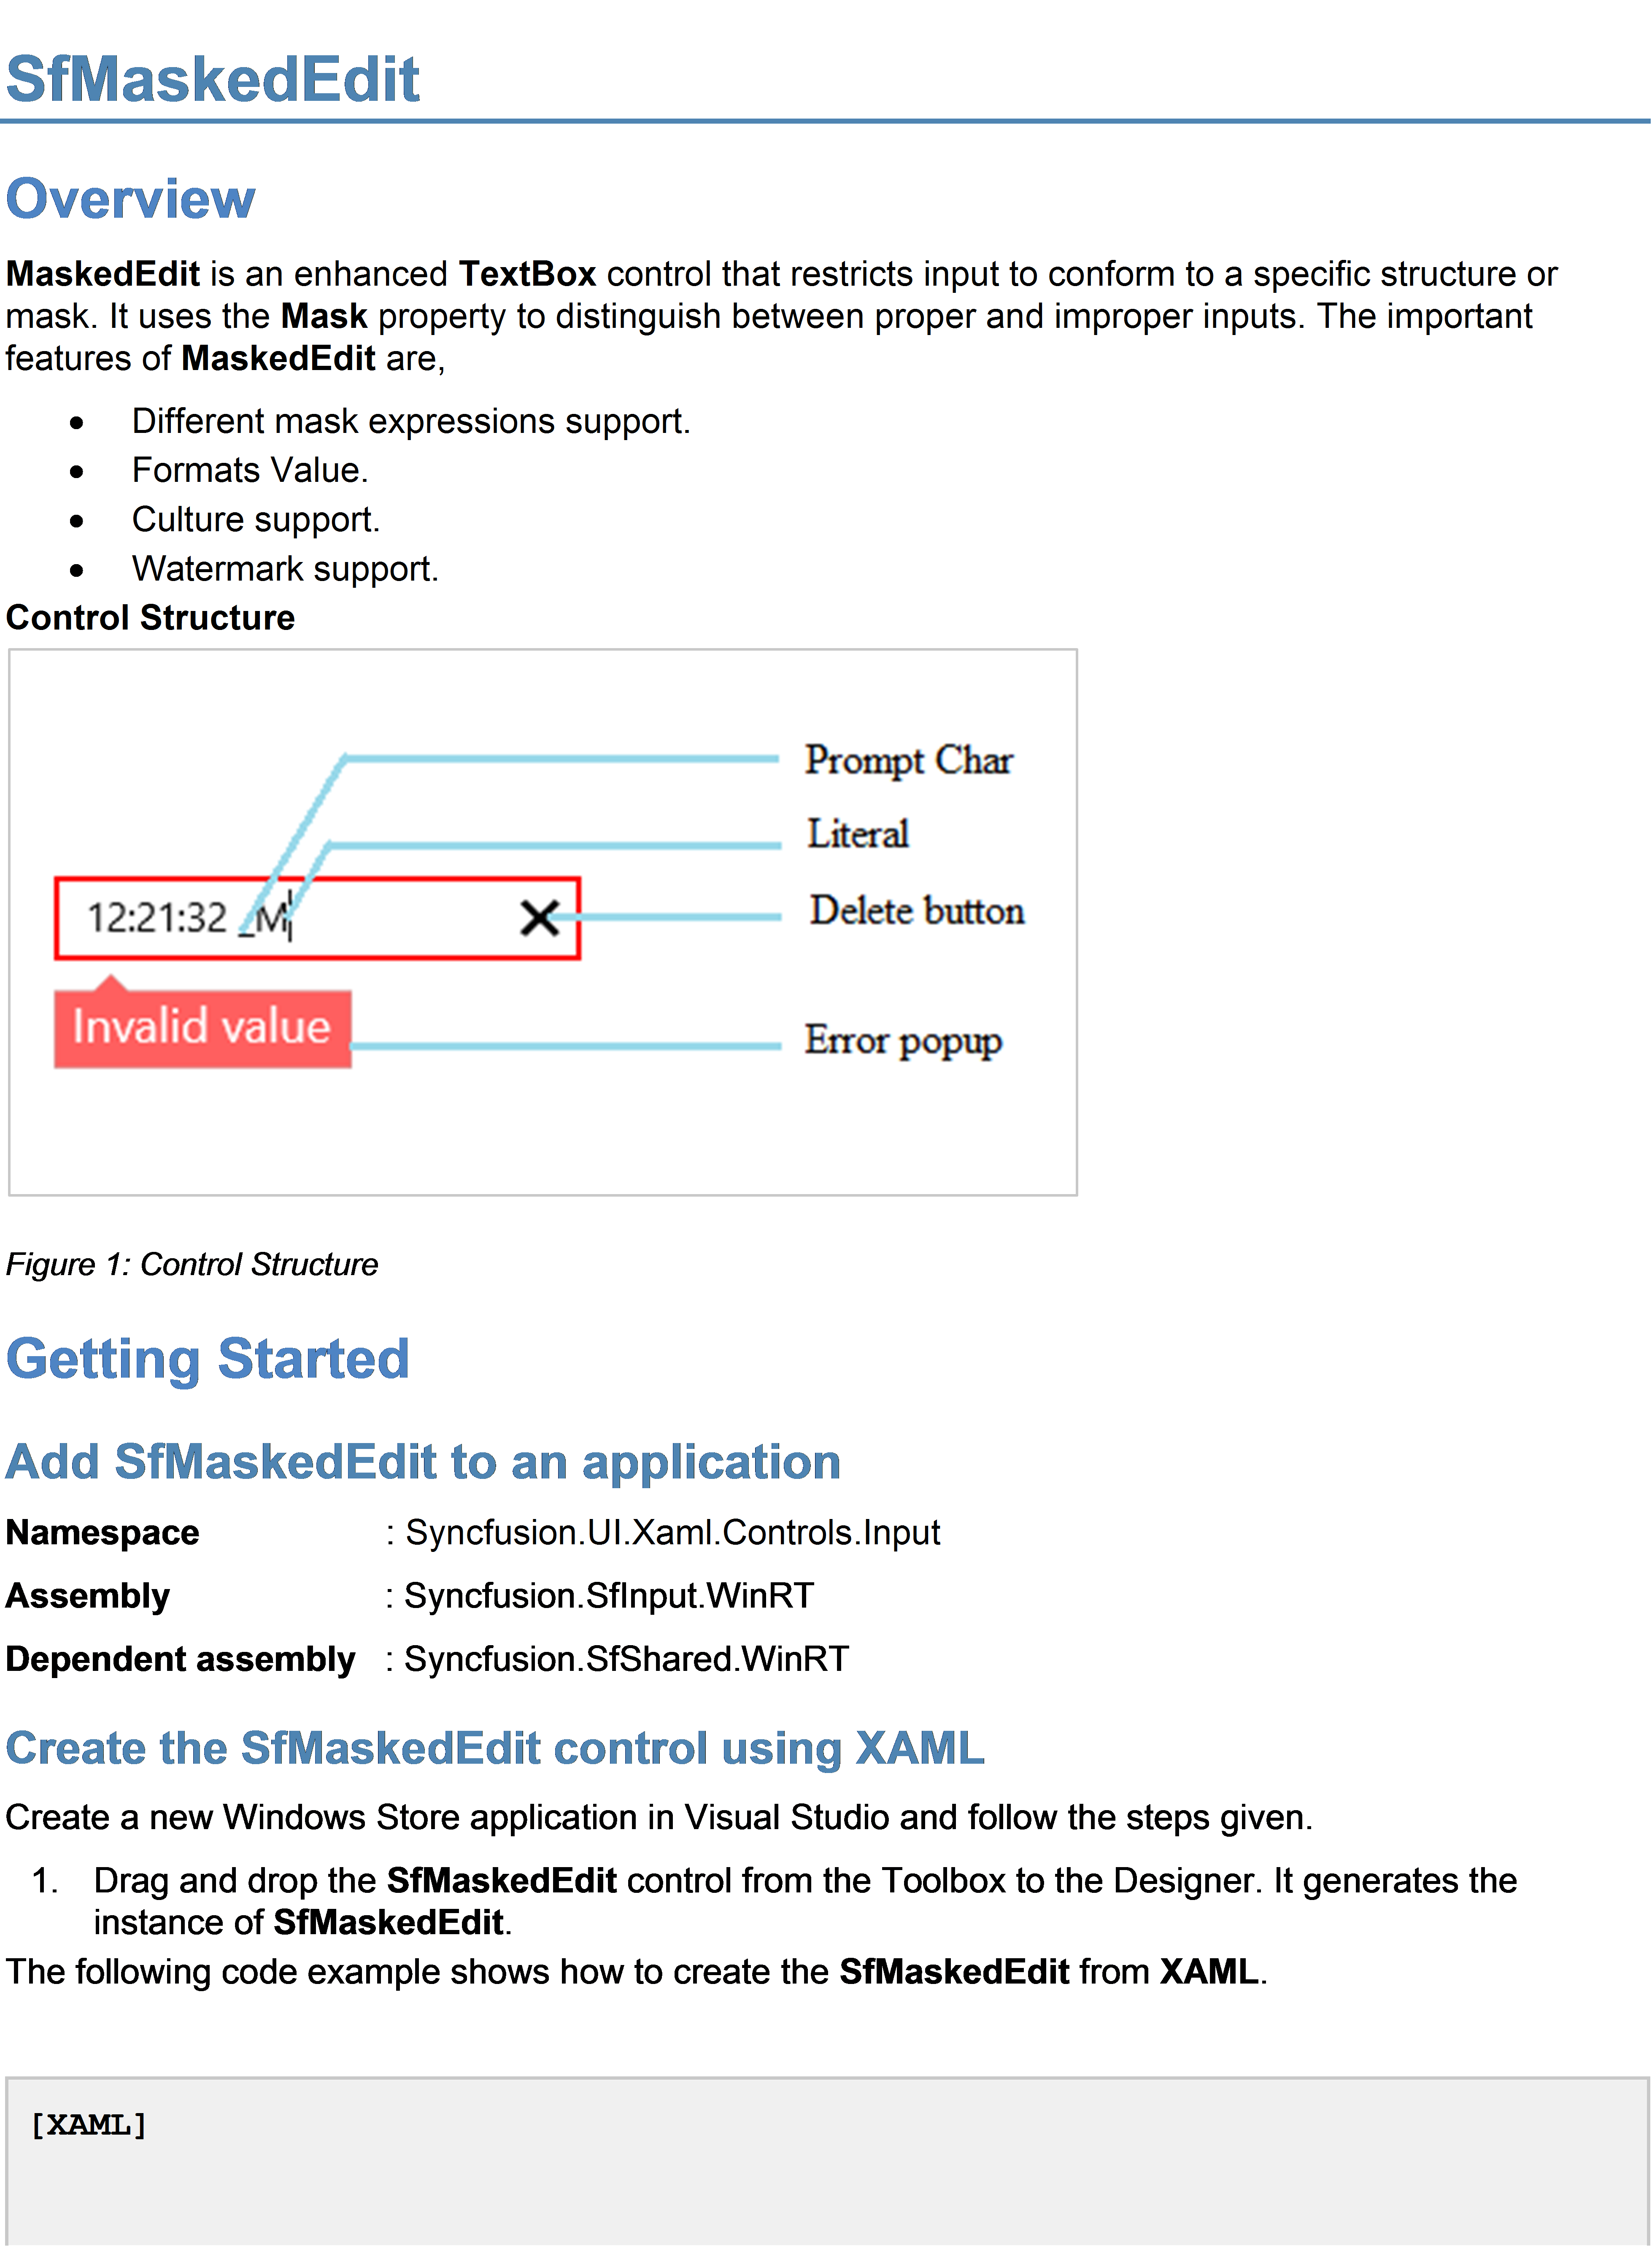 SfMaskedEdit
Overview
MaskedEdit is an enhanced TextBox control that restricts input to conform to a specific structure or
mask. It uses the Mask property to distinguish between proper and improper inputs. The important
features of MaskedEdit are,
• Different mask expressions support.
• Formats Value.
• Culture support.
• Watermark support.
Control Structure
Prompt Char
Literal
12:21:32 _M
Delete button
Invalid value
Error popup
Figure 1: Control Structure
Getting Started
Add SfMaskedEdit to an application
Namespace : Syncfusion.UI.Xaml.Controls.Input
Assembly : Syncfusion.SfInput.WinRT
Dependent assembly : Syncfusion.SfShared.WinRT
Create the SfMaskedEdit control using XAML
Create a new Windows Store application in Visual Studio and follow the steps given.
1. Drag and drop the SfMaskedEdit control from the Toolbox to the Designer. It generates the
instance of SfMaskedEdit.
The following code example shows how to create the SfMaskedEdit from XAML.
[XAML]